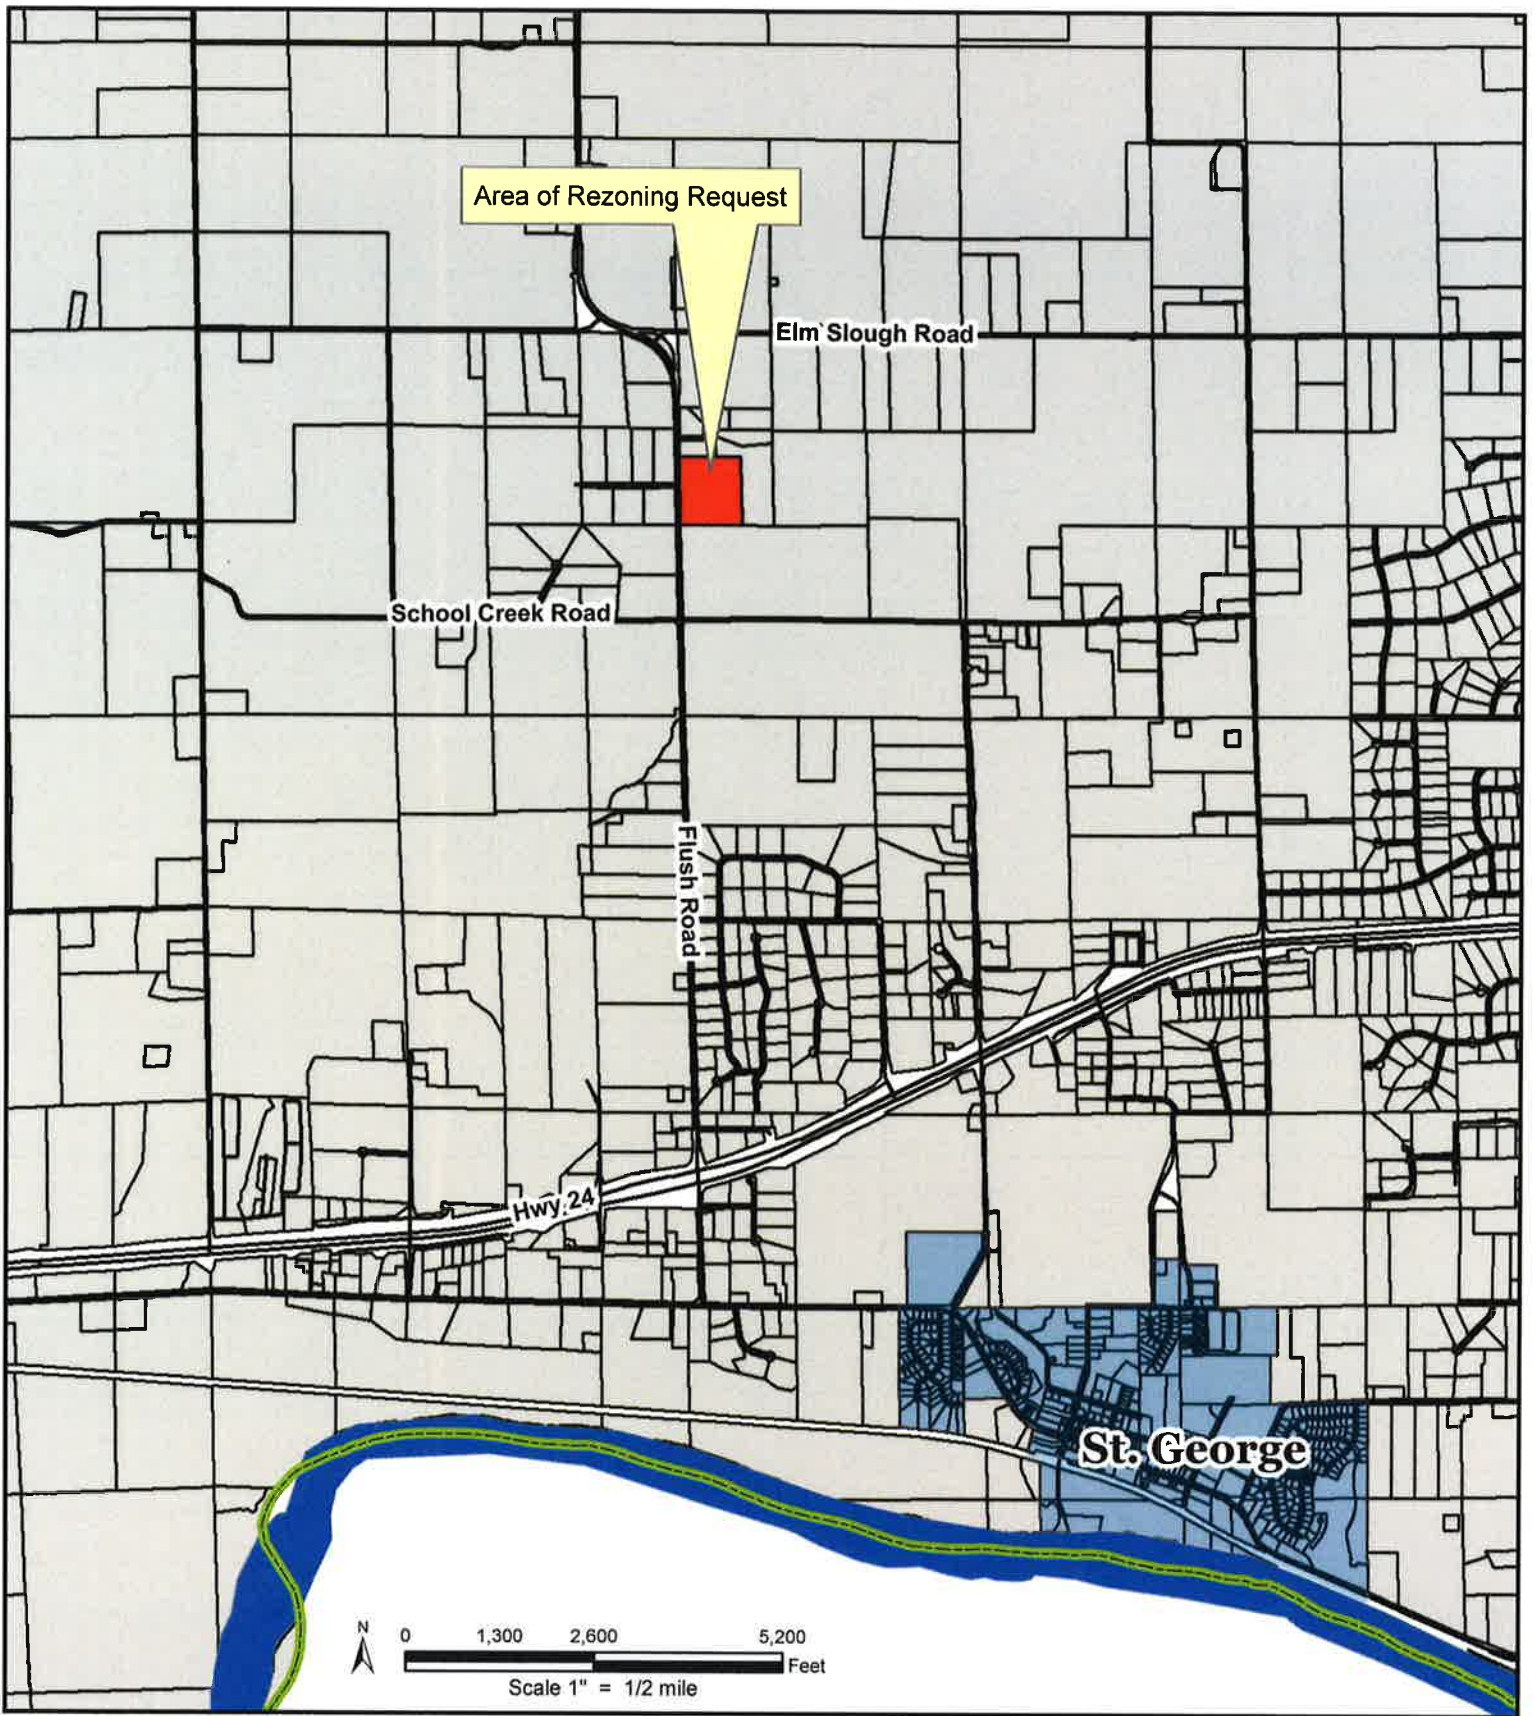 Area of Rezoning Request
Elm Slough Road
School Creek Road
Flush Road
Hwy 24
St. George
N
0 1,300 2,600 5,200
Feet
Scale 1" = 1/2 mile